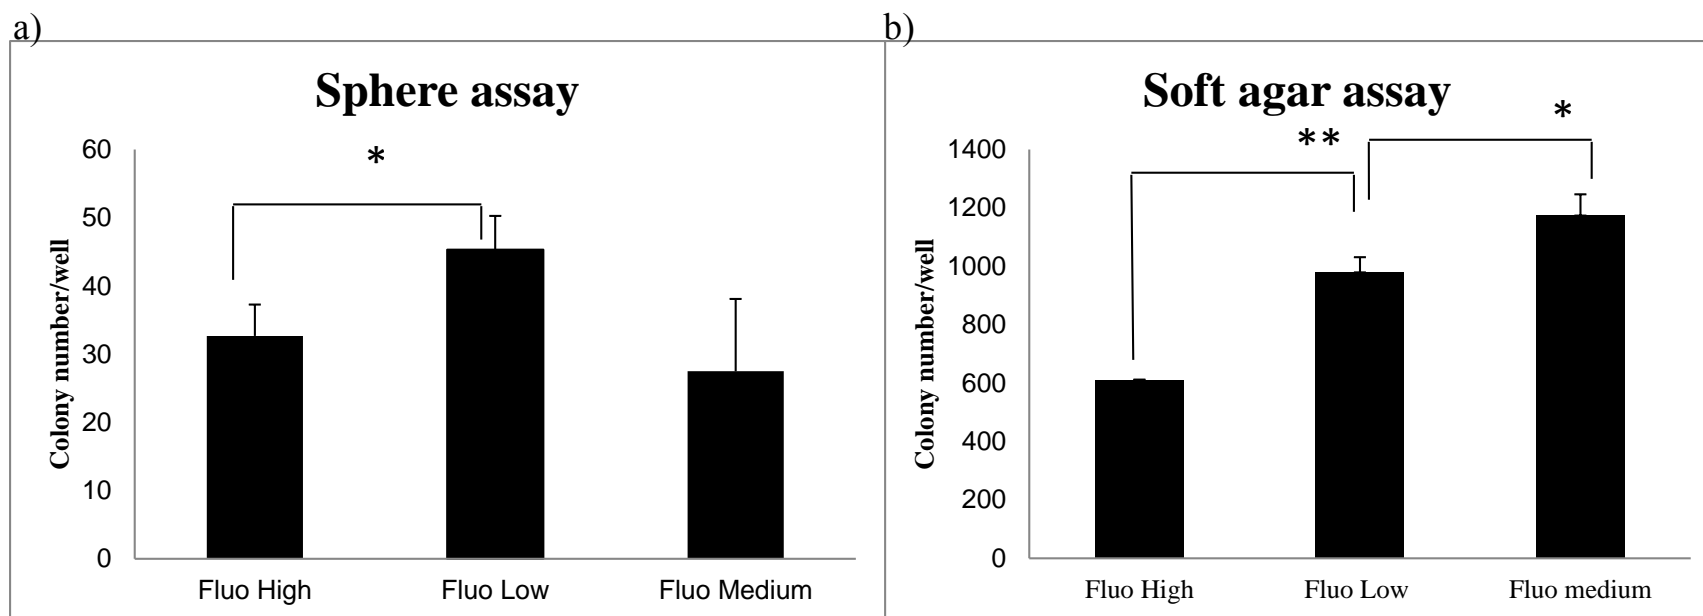 a)
Sphere assay
*
60
50
40
30
20
10
0
Colony number/well
Fluo High Fluo Low Fluo Medium
b)
Soft agar assay
** *
1400
1200
1000
800
600
400
200
0
Colony number/well
Fluo High Fluo Low Fluo medium